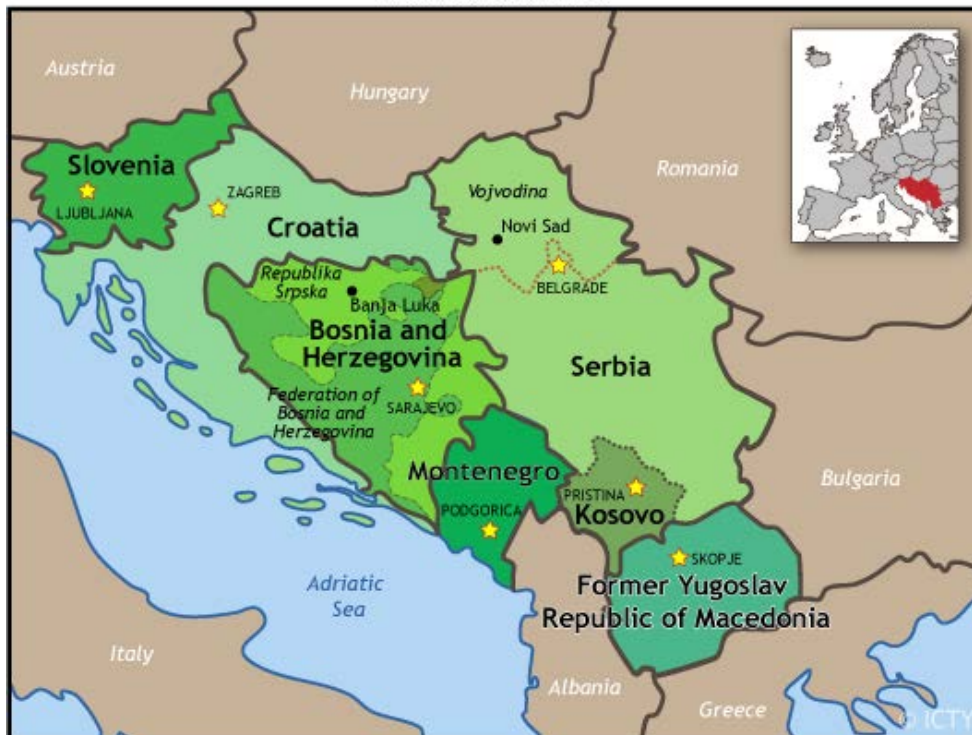 Austria
Hungary
Romania
Slovenia
LJUBLJANA
ZAGREB
Croatia
Vojvodina
Novi Sad
BELGRADE
Republika
Srpska
Banja Luka
Bosnia and
Herzegovina
Serbia
Federation of
Bosnia and
Herzegovina
SARAJEVO
Montenegro
PODGORICA
PRISTINA
Kosovo
Bulgaria
SKOPJE
Former Yugoslav
Republic of Macedonia
Adriatic
Sea
Italy
Albania
Greece
© ICTY